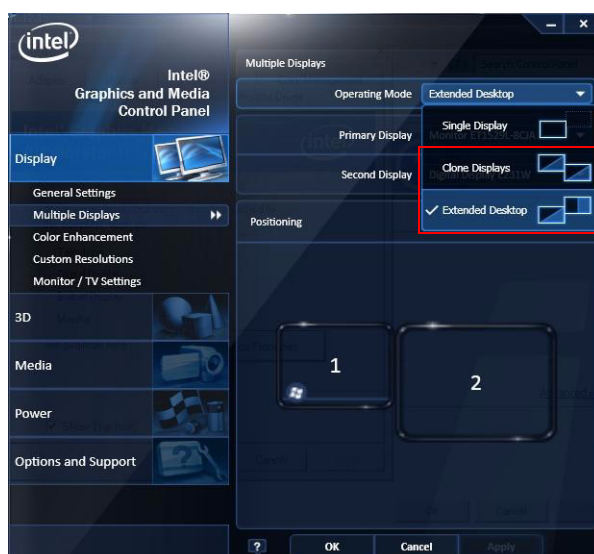 intel
Intel®
Graphics and Media
Control Panel
Display
General Settings
Multiple Displays
Color Enhancement
Custom Resolutions
Monitor / TV Settings
3D
Media
Power
Options and Support
Multiple Displays
Operating Mode
Extended Desktop
Primary Display
Single Display
Second Display
Clone Displays
Extended Desktop
Positioning
1
2
?
OK
Cancel
Apply